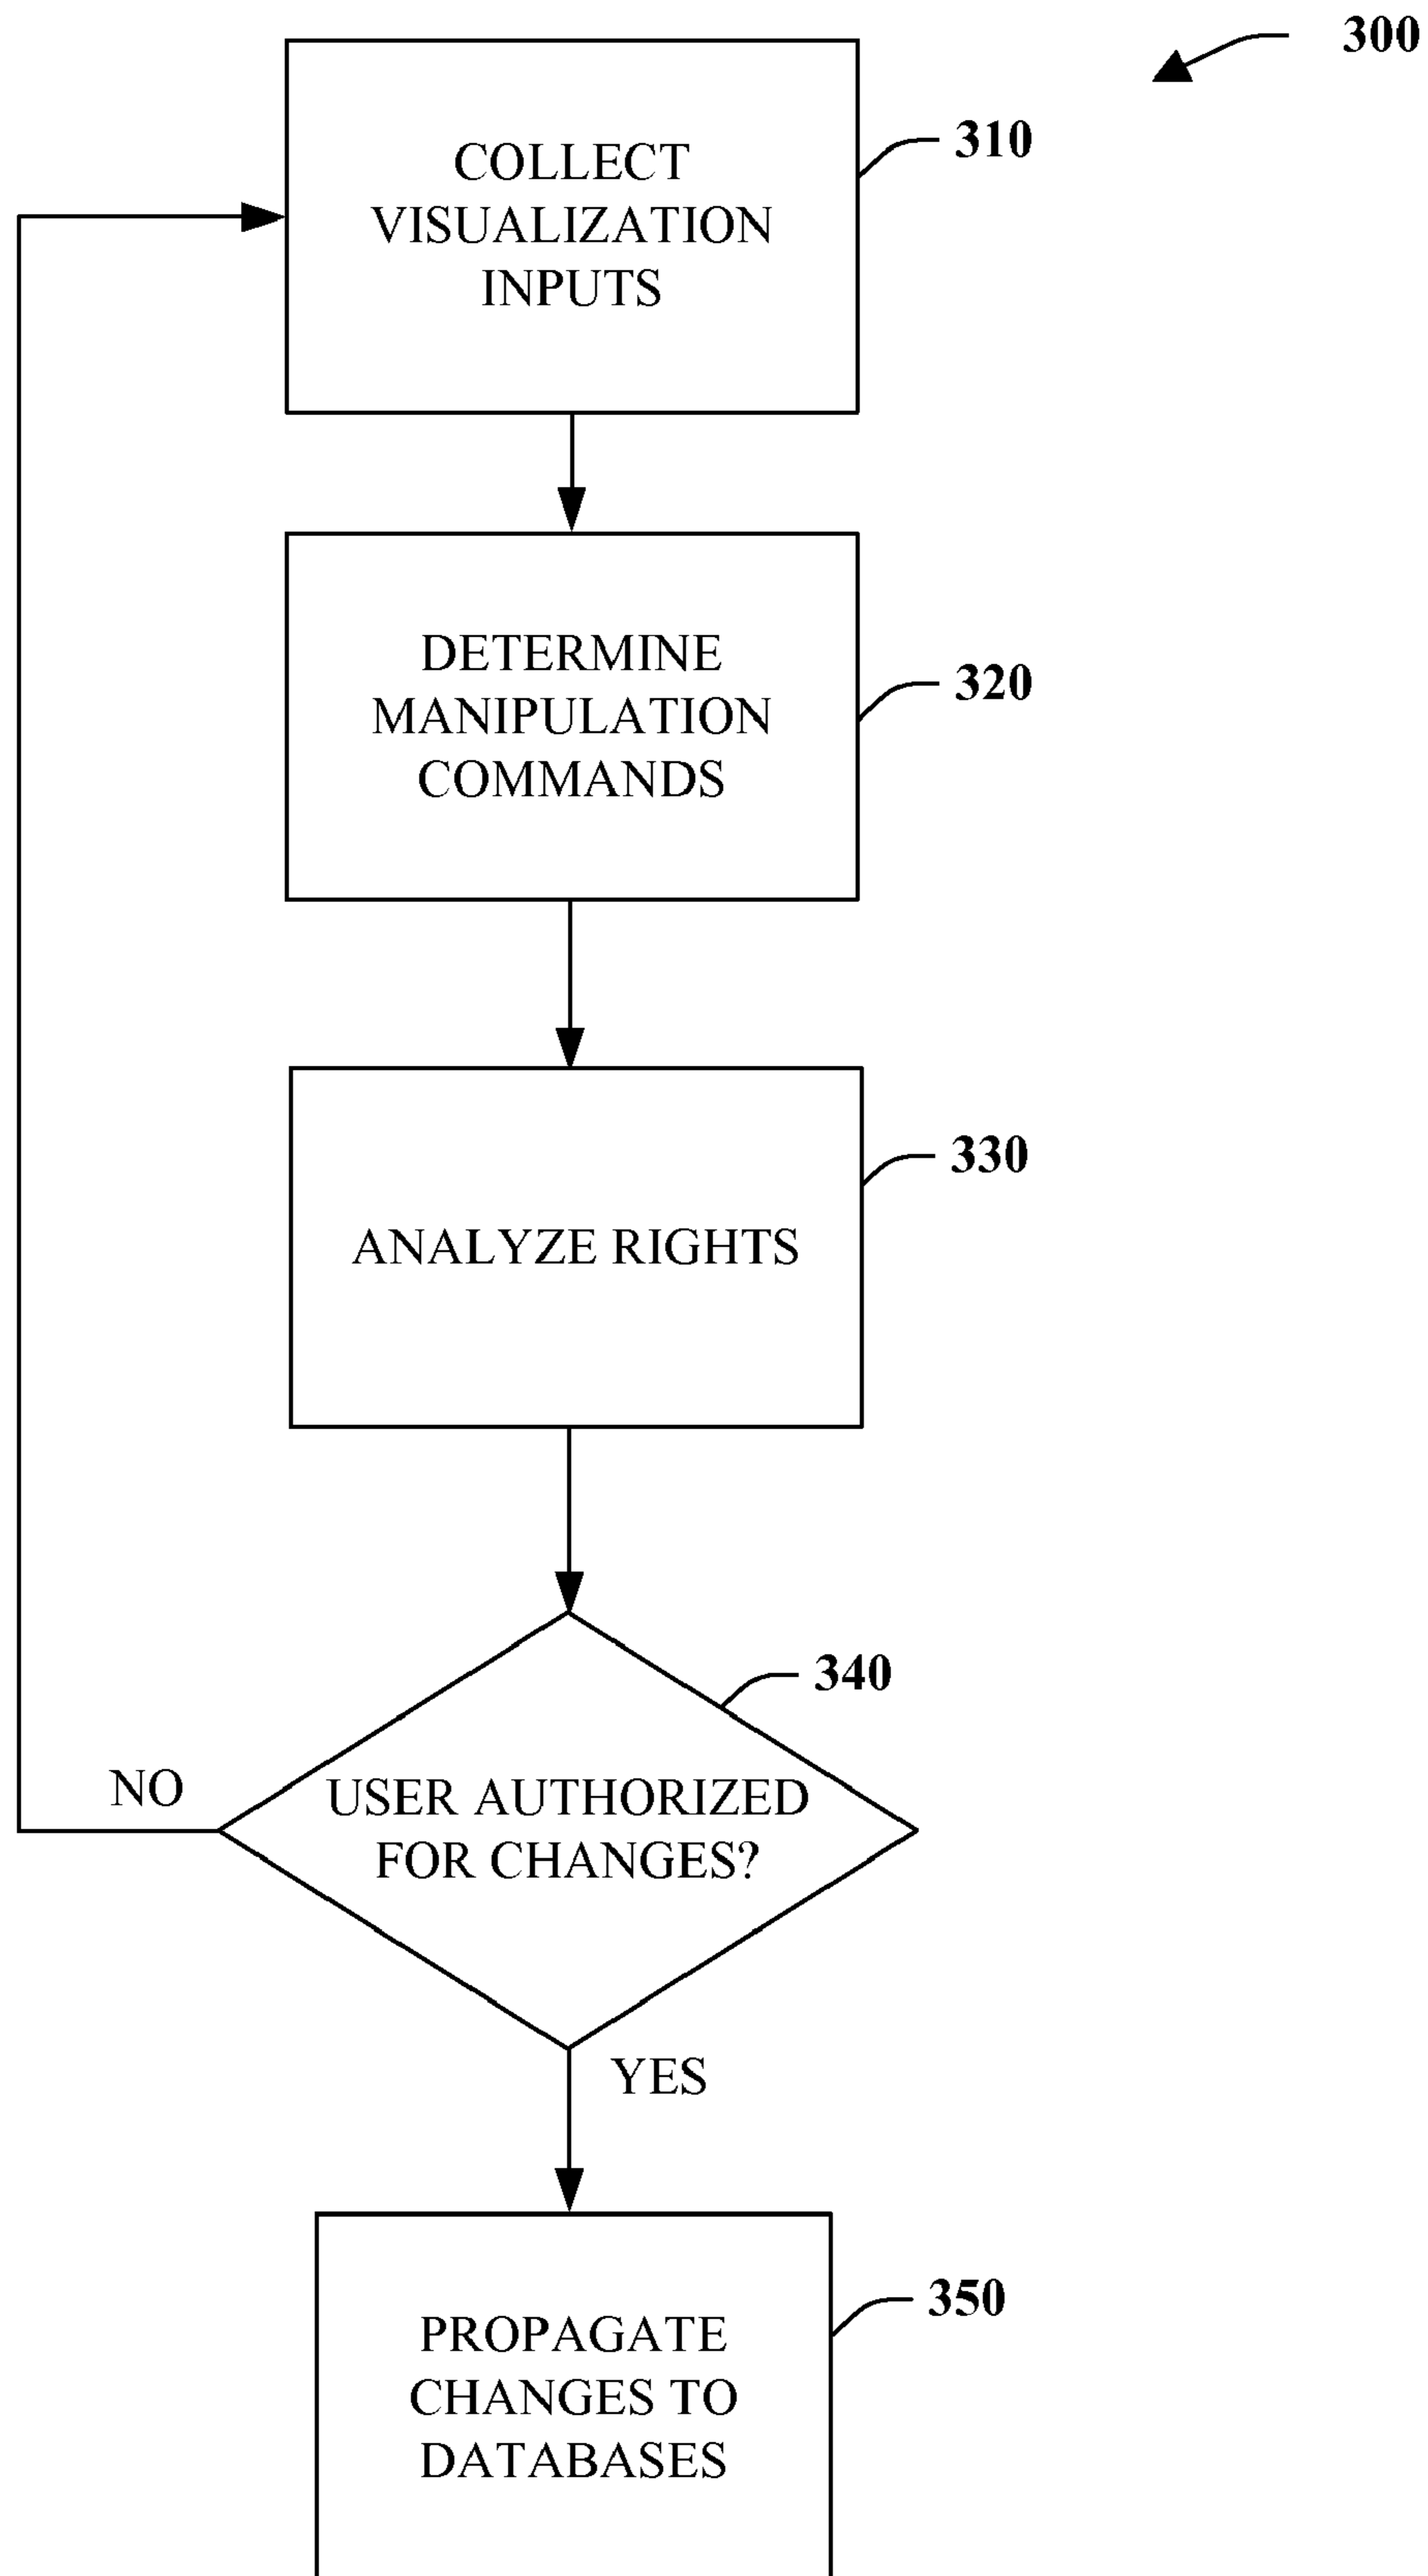 300
COLLECT
VISUALIZATION
INPUTS
310
DETERMINE
MANIPULATION
COMMANDS
320
ANALYZE RIGHTS
330
340
USER AUTHORIZED
FOR CHANGES?
NO
YES
PROPAGATE
CHANGES TO
DATABASES
350